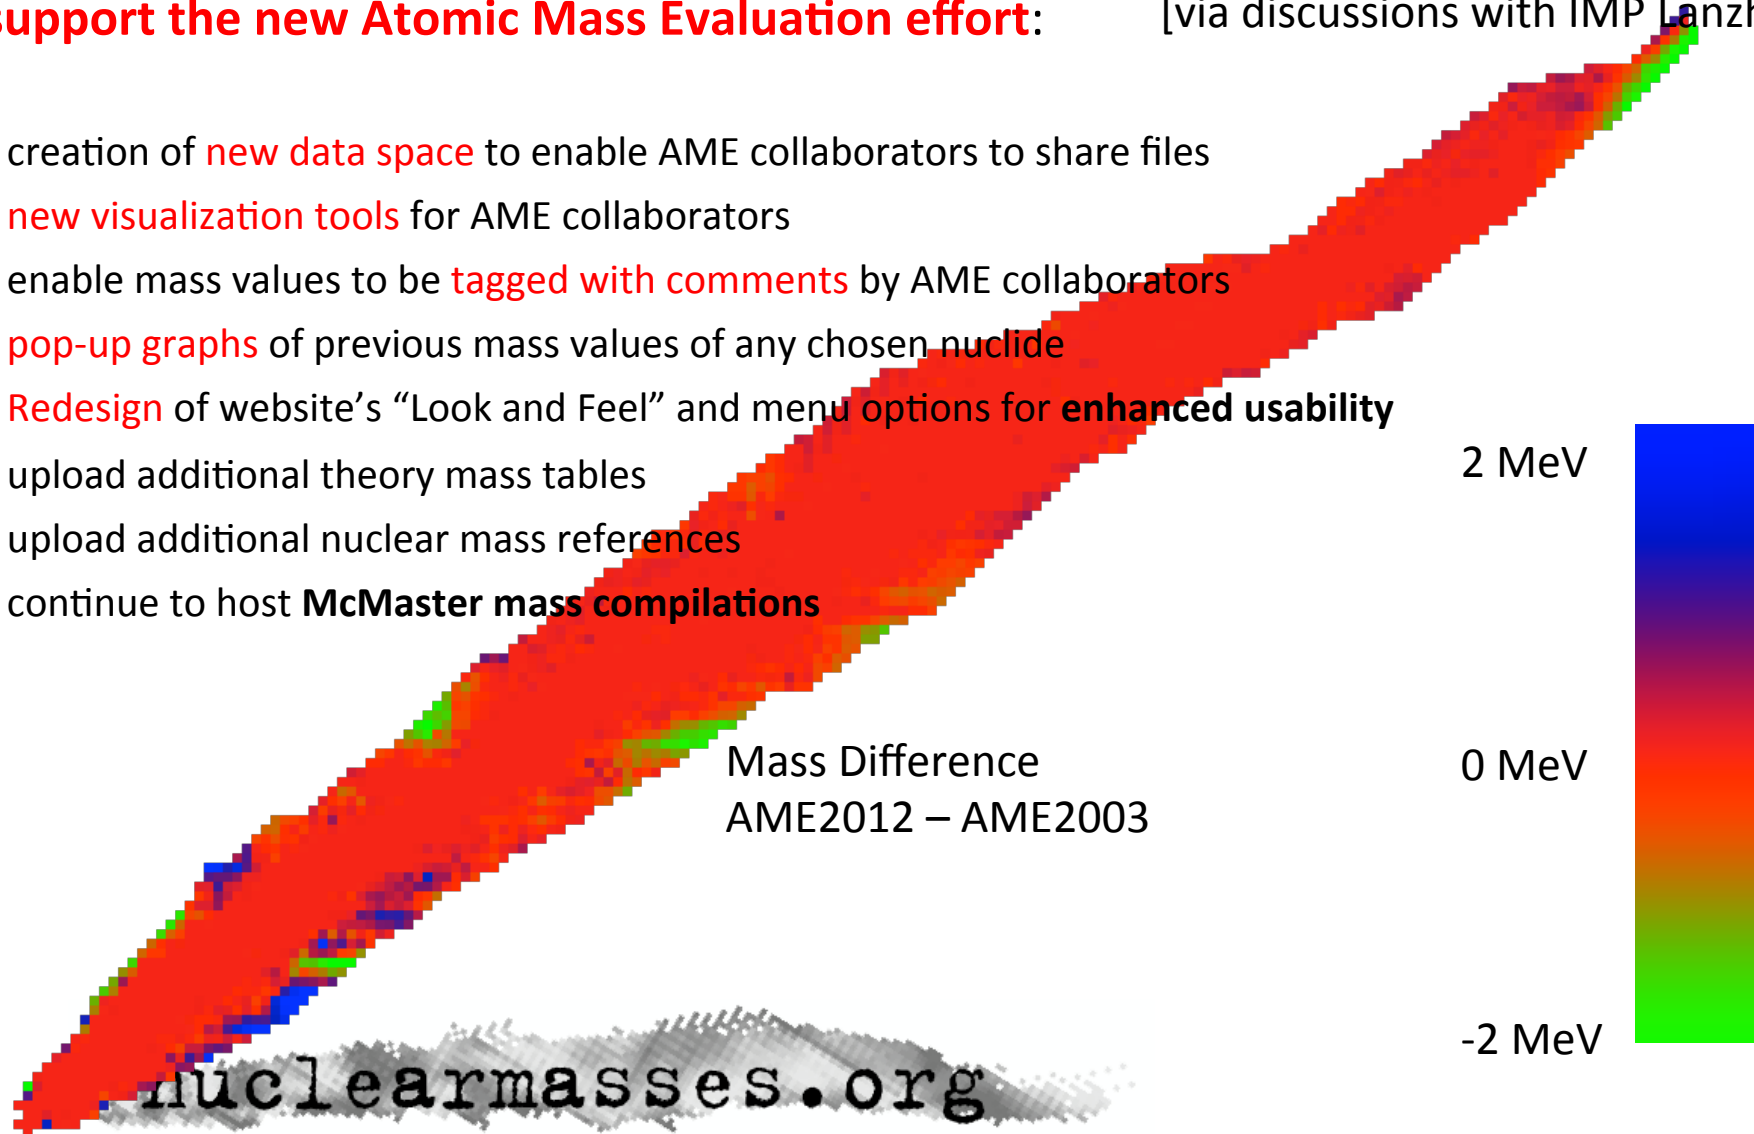 support the new Atomic Mass Evaluation effort:
[via discussions with IMP Lanzh
creation of new data space to enable AME collaborators to share files
new visualization tools for AME collaborators
enable mass values to be tagged with comments by AME collaborators
pop-up graphs of previous mass values of any chosen nuclide
Redesign of website’s “Look and Feel” and menu options for enhanced usability
upload additional theory mass tables
upload additional nuclear mass references
continue to host McMaster mass compilations
2 MeV
0 MeV
-2 MeV
Mass Difference
AME2012 – AME2003
nuclearmasses.org